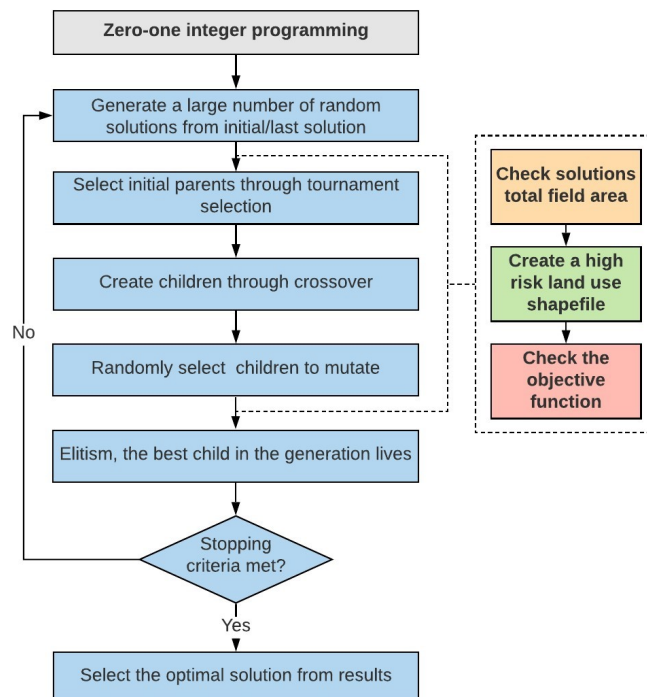 Zero-one integer programming
Generate a large number of random
solutions from initial/last solution
Select initial parents through tournament
selection
Create children through crossover
Randomly select children to mutate
Elitism, the best child in the generation lives
Stopping
criteria met?
No
Yes
Select the optimal solution from results
Check solutions
total field area
Create a high
risk land use
shapefile
Check the
objective
function